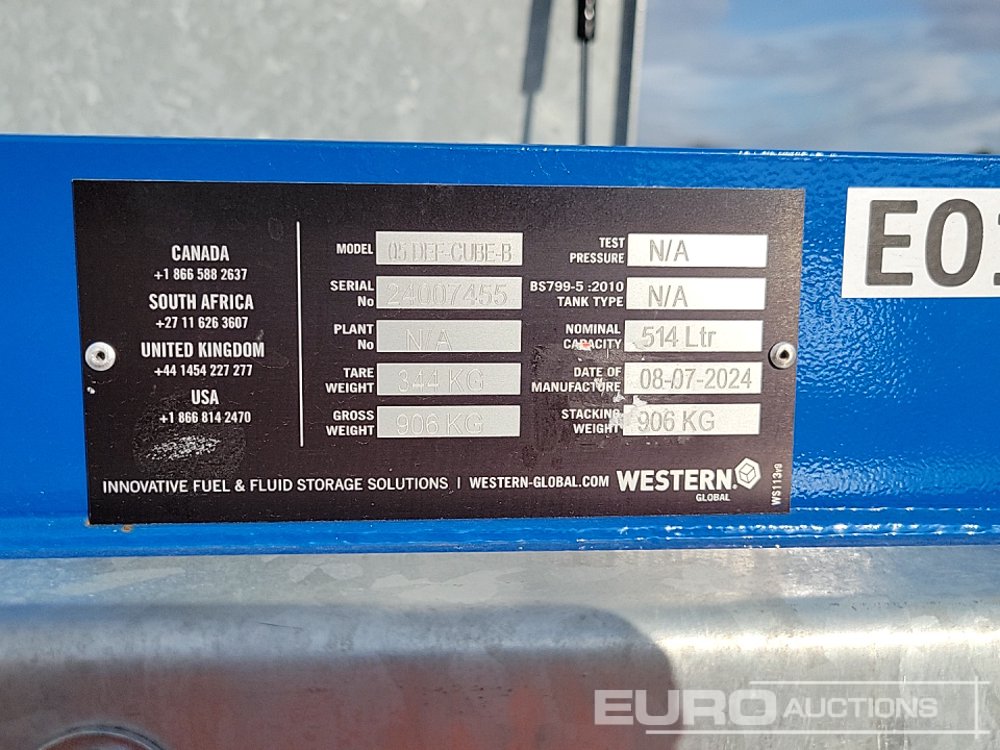 CANADA
+1 866 588 2637
SOUTH AFRICA
+27 11 626 3607
UNITED KINGDOM
+44 1454 227 277
USA
+1 866 814 2470
MODEL 05 DEF-CUBE-B
SERIAL No 24007455
PLANT No N/A
TARE WEIGHT 344 KG
GROSS WEIGHT 906 KG
TEST PRESSURE N/A
BS799-5 :2010 TANK TYPE N/A
NOMINAL CAPACITY 514 Ltr
DATE OF MANUFACTURE 08-07-2024
STACKING WEIGHT 906 KG
INNOVATIVE FUEL & FLUID STORAGE SOLUTIONS | WESTERN-GLOBAL.COM WESTERN GLOBAL
WS113r9
EURO AUCTIONS